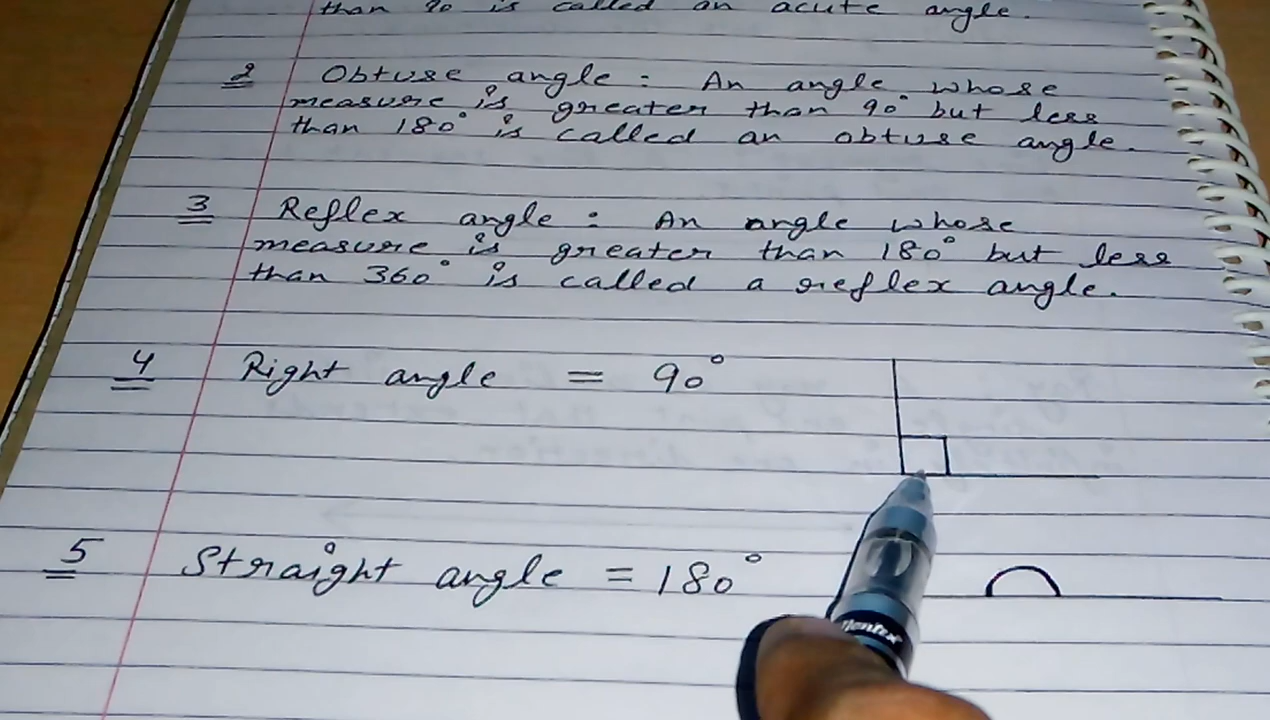 than 90 is called an acute angle.
2 Obtuse angle : An angle whose
measure is greater than 90° but less
than 180° is called an obtuse angle.
3 Reflex angle : An angle whose
measure is greater than 180° but less
than 360° is called a reflex angle.
4 Right angle = 90°
5 Straight angle = 180°